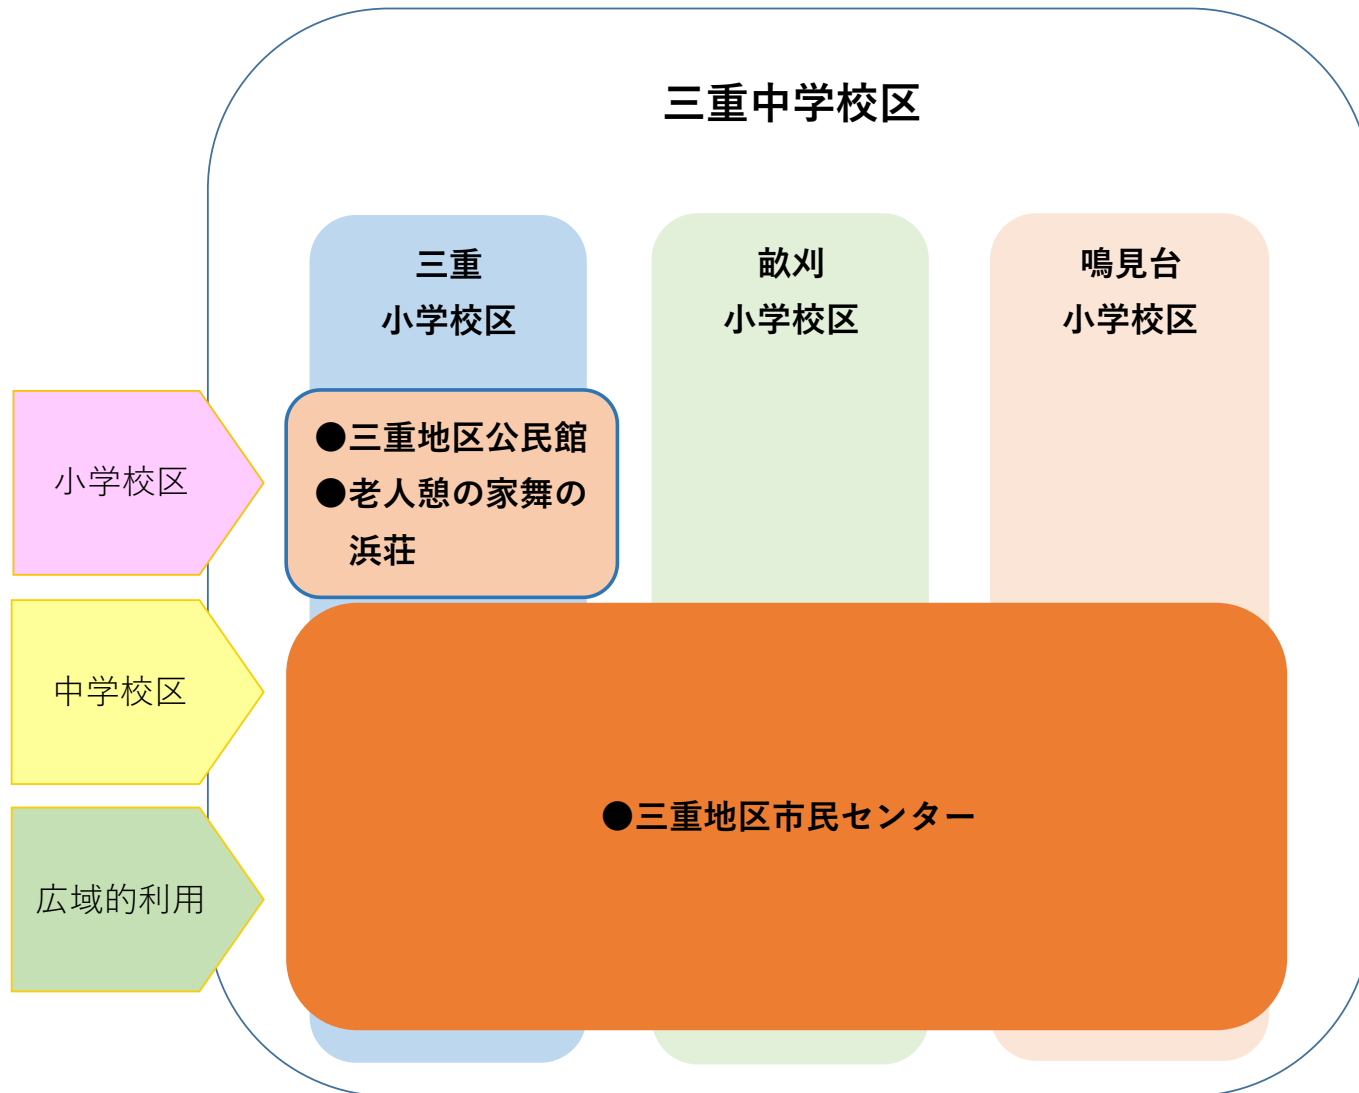 三重中学校区
三重
小学校区
畝刈
小学校区
鳴見台
小学校区
小学校区
●三重地区公民館
●老人憩の家舞の
浜荘
中学校区
●三重地区市民センター
広域的利用